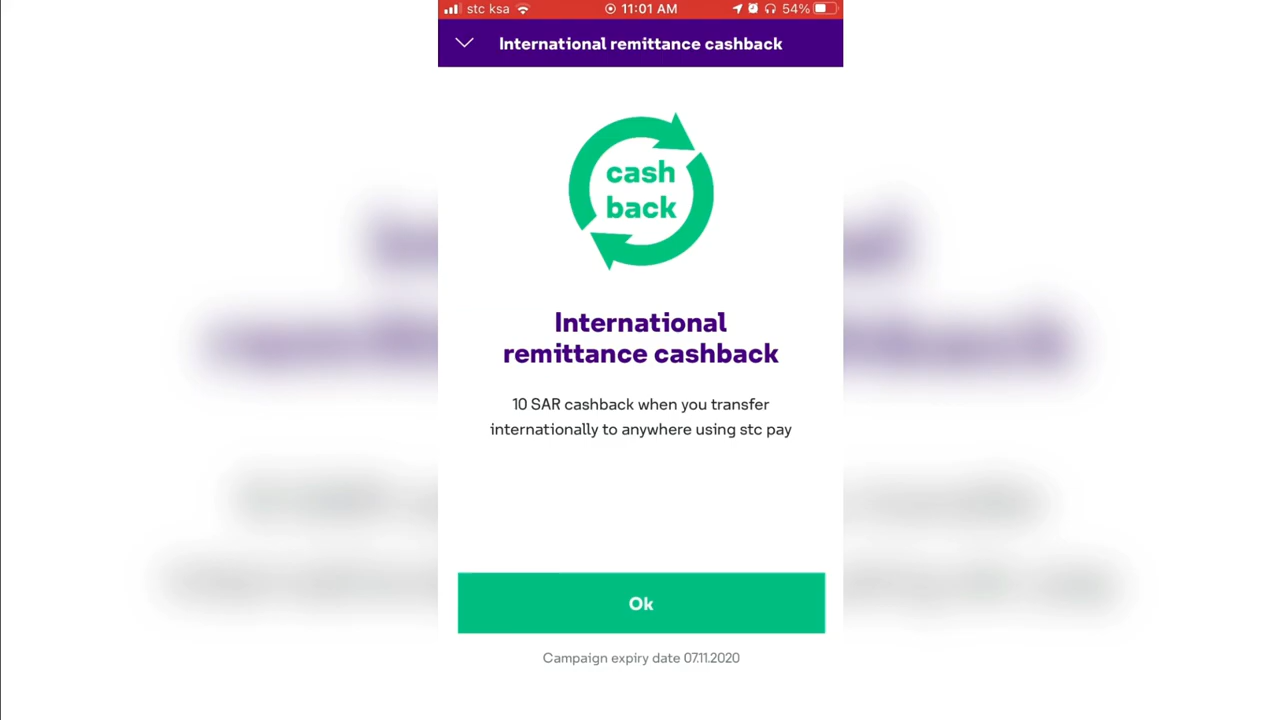 stc ksa 11:01 AM 54%
International remittance cashback
cash
back
International
remittance cashback
10 SAR cashback when you transfer
internationally to anywhere using stc pay
Ok
Campaign expiry date 07.11.2020